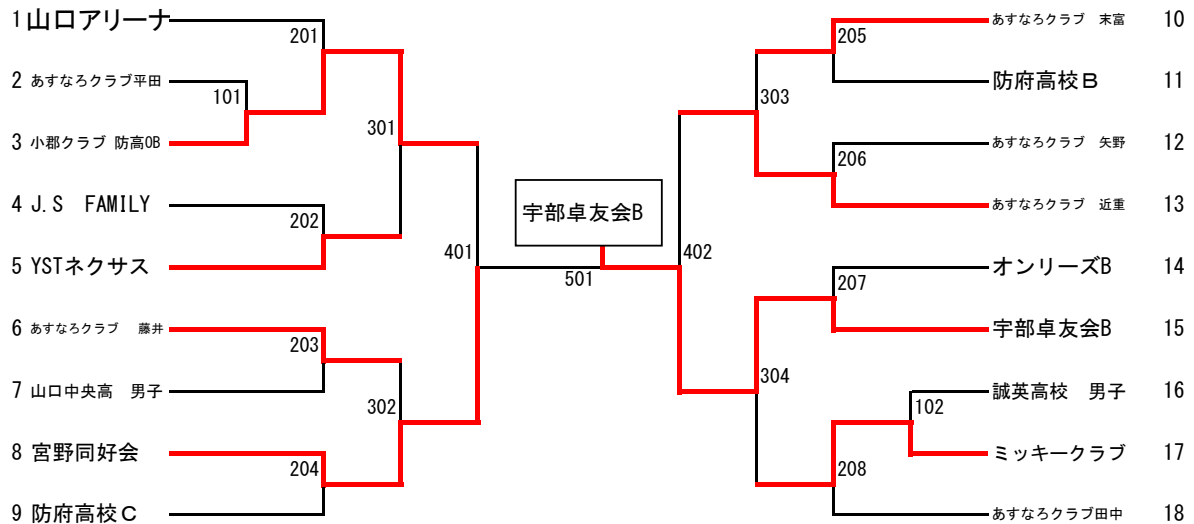 1 山口アリーナ
201
2 あすなろクラブ平田
101
3 小郡クラブ 防高OB
301
4 J.S FAMILY
202
5 YSTネクサス
401
6 あすなろクラブ 藤井
203
7 山口中央高 男子
302
8 宮野同好会
204
9 防府高校C
宇部卓友会B
501
あすなろクラブ 末富 10
205
防府高校B 11
303
あすなろクラブ 矢野 12
206
あすなろクラブ 近重 13
402
オンリーズB 14
207
宇部卓友会B 15
304
誠英高校 男子 16
102
ミッキークラブ 17
208
あすなろクラブ田中 18